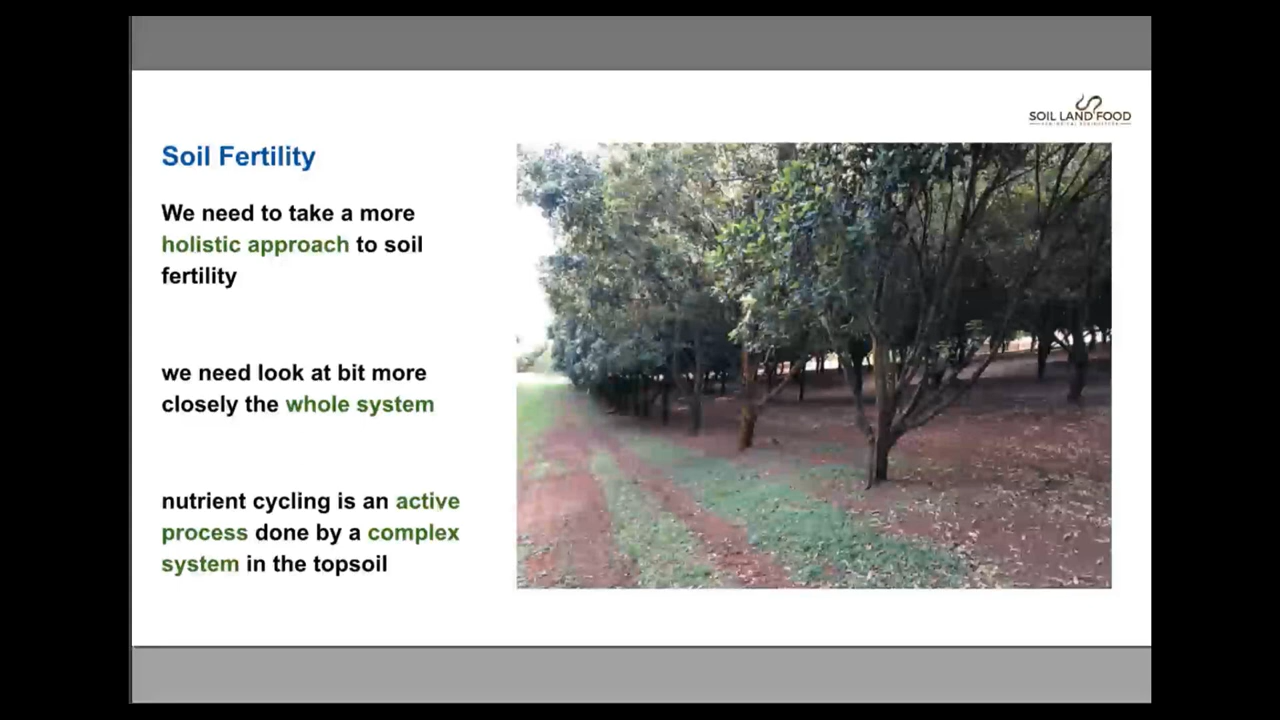 SOIL LAND FOOD
Soil Fertility
We need to take a more
holistic approach to soil
fertility
we need look at bit more
closely the whole system
nutrient cycling is an active
process done by a complex
system in the topsoil